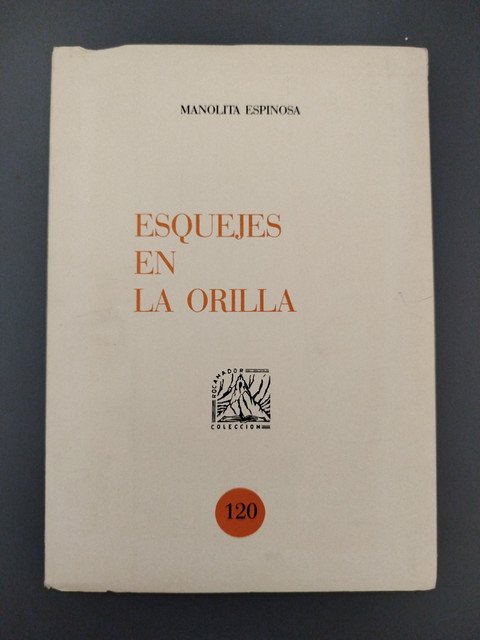 MANOLITA ESPINOSA
ESQUEJES
EN
LA ORILLA
ROCAMADOR
COLECCION
120